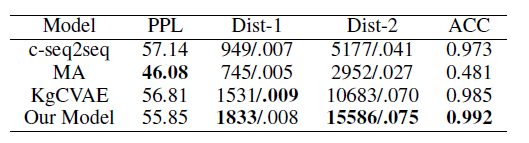 Model PPL Dist-1 Dist-2 ACC
c-seq2seq 57.14 949/.007 5177/.041 0.973
MA 46.08 745/.005 2952/.027 0.481
KgCVAE 56.81 1531/.009 10683/.070 0.985
Our Model 55.85 1833/.008 15586/.075 0.992